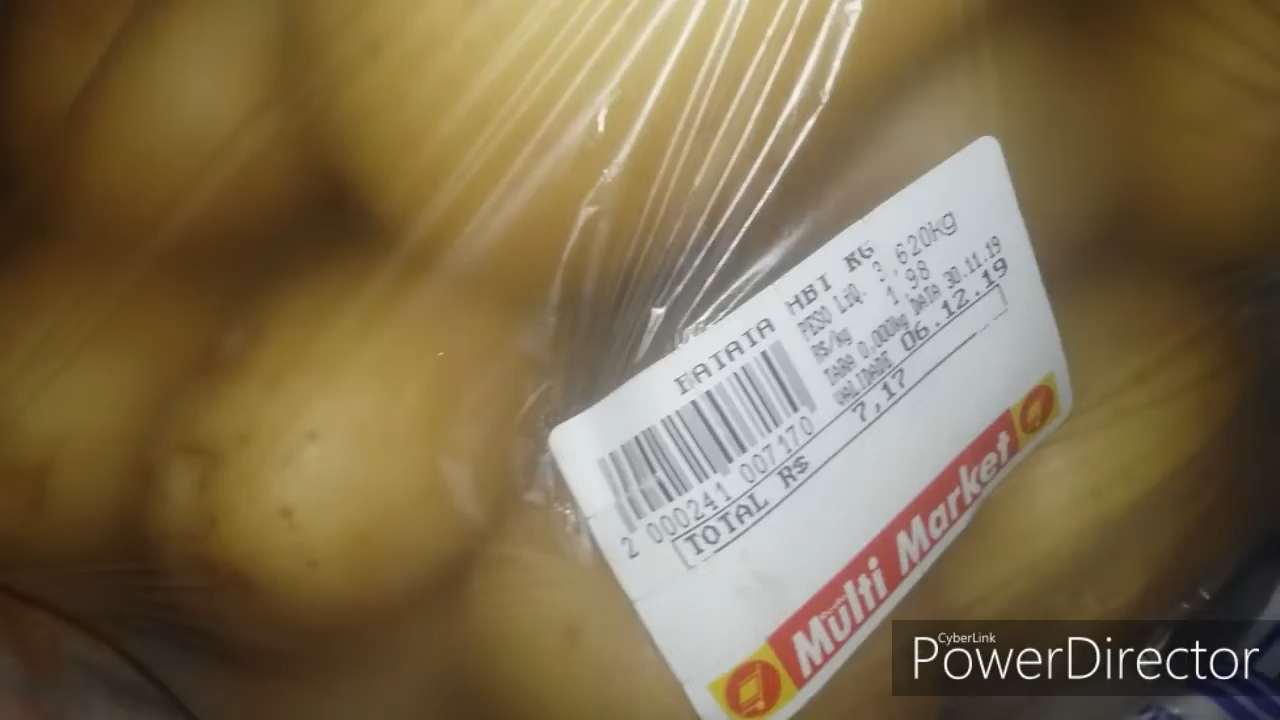 BATATA HBI KG
PESO LIQ. 3,620kg
R$/kg 1,98
TARA 0,000kg DATA 30.11.19
VALIDADE 06.12.19
2 000241 007170
TOTAL R$ 7,17
Multi Market
CyberLink
PowerDirector